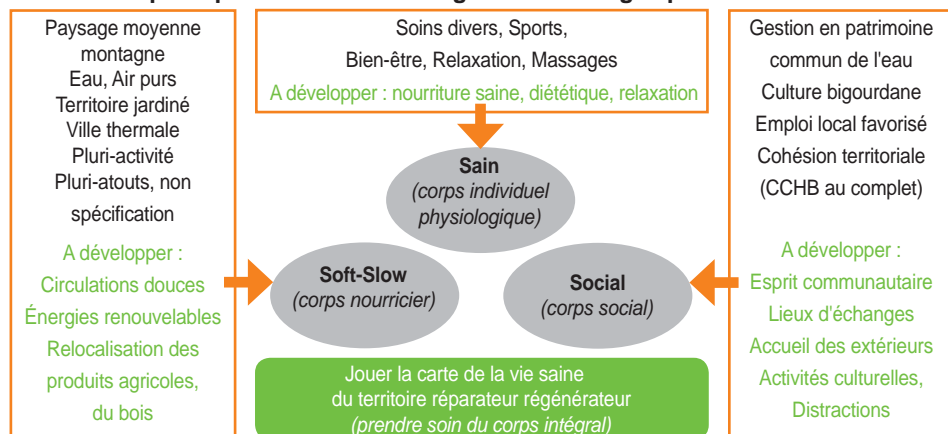 Paysage moyenne
montagne
Eau, Air purs
Territoire jardiné
Ville thermale
Pluri-activité
Pluri-atouts, non
spécification
A développer :
Circulations douces
Énergies renouvelables
Relocalisation des
produits agricoles,
du bois
Soins divers, Sports,
Bien-être, Relaxation, Massages
A développer : nourriture saine, diététique, relaxation
Sain
(corps individuel
physiologique)
Soft-Slow
(corps nourricier)
Social
(corps social)
Jouer la carte de la vie saine
du territoire réparateur régénérateur
(prendre soin du corps intégral)
Gestion en patrimoine
commun de l'eau
Culture bigourdane
Emploi local favorisé
Cohésion territoriale
(CCHB au complet)
A développer :
Esprit communautaire
Lieux d'échanges
Accueil des extérieurs
Activités culturelles,
Distractions